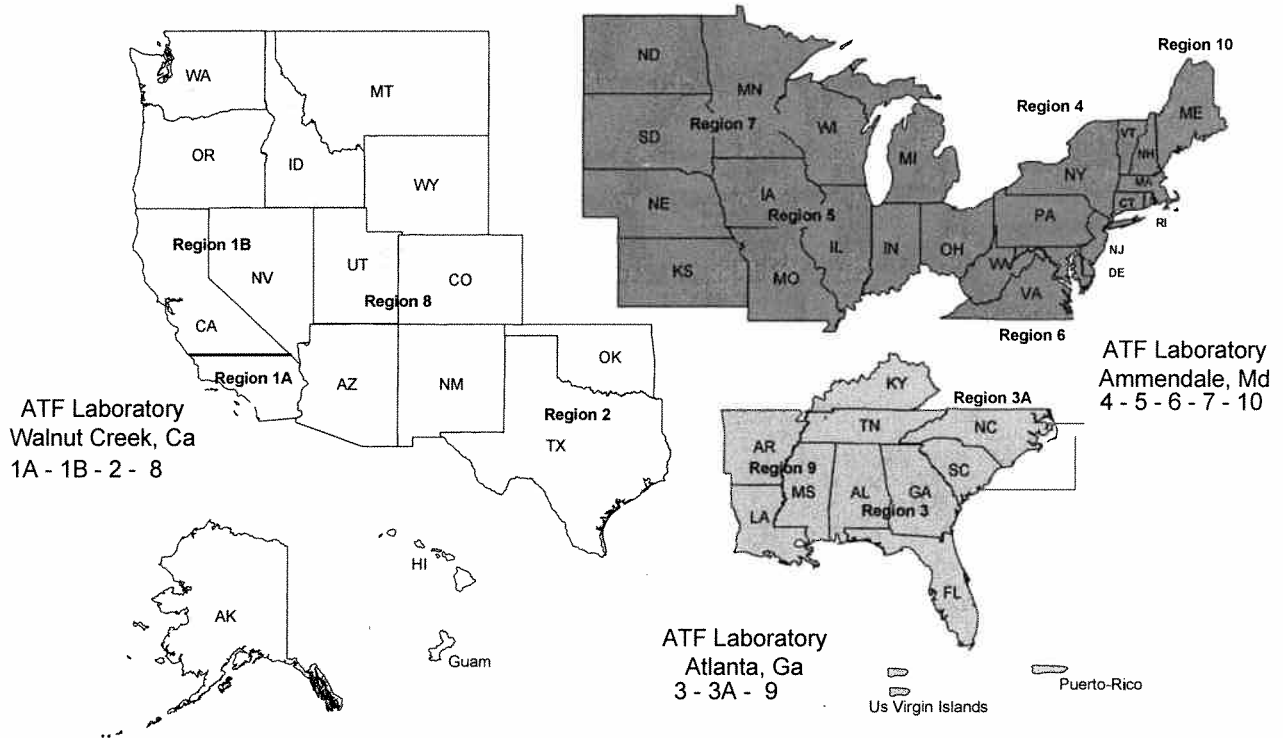 WA
MT
OR
ID
WY
Region 1B
NV
UT
CO
Region 8
CA
Region 1A
AZ
NM
OK
Region 2
TX
ATF Laboratory
Walnut Creek, Ca
1A - 1B - 2 - 8
AK
HI
Guam
Region 10
ND
MN
Region 4
ME
VT
NH
SD
Region 7
WI
MI
NY
MA
CT
RI
NE
IA
Region 5
PA
NJ
IL
IN
OH
WV
DE
KS
MO
VA
Region 6
ATF Laboratory
Ammendale, Md
4 - 5 - 6 - 7 - 10
KY
Region 3A
TN
NC
AR
SC
Region 9
MS
AL
GA
LA
Region 3
FL
ATF Laboratory
Atlanta, Ga
3 - 3A - 9
Us Virgin Islands
Puerto-Rico